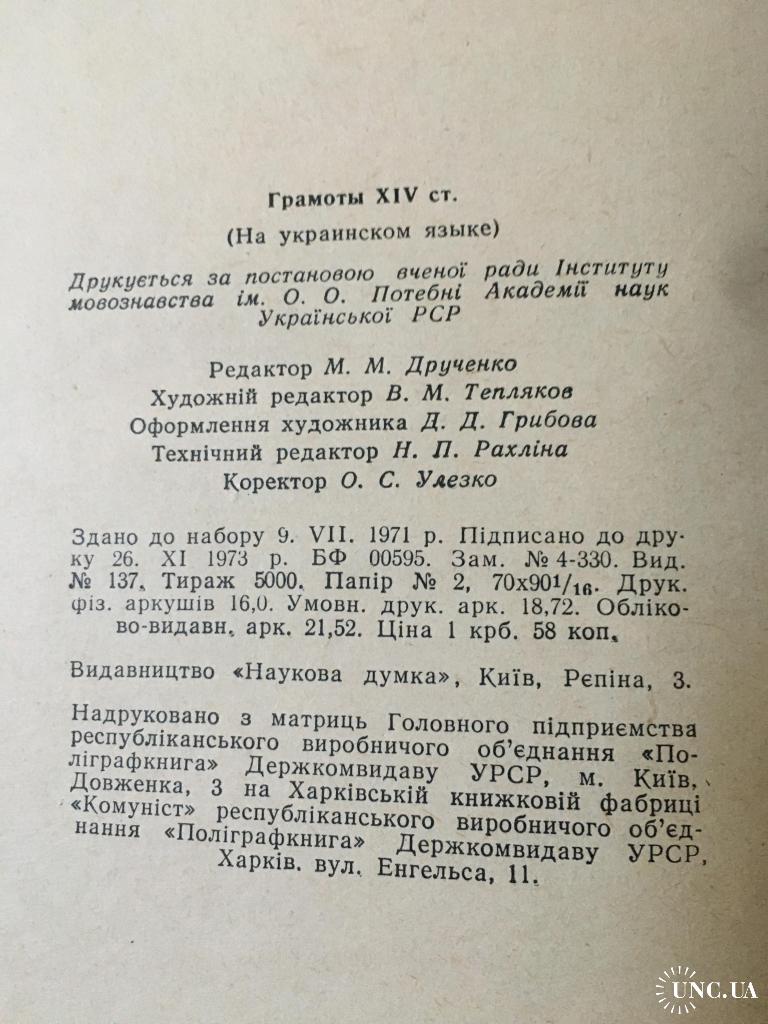 Грамоты XIV ст.
(На украинском языке)
Друкується за постановою вченої ради Інституту
мовознавства ім. О. О. Потебні Академії наук
Української РСР
Редактор М. М. Друченко
Художній редактор В. М. Тепляков
Оформлення художника Д. Д. Грибова
Технічний редактор Н. П. Рахліна
Коректор О. С. Улезко
Здано до набору 9. VII. 1971 р. Підписано до дру-
ку 26. XI 1973 р. БФ 00595. Зам. № 4-330. Вид.
№ 137. Тираж 5000. Папір № 2, 70х90¹/₁₆. Друк.
фіз. аркушів 16,0. Умовн. друк. арк. 18,72. Обліко-
во-видавн. арк. 21,52. Ціна 1 крб. 58 коп.
Видавництво «Наукова думка», Київ, Рєпіна, 3.
Надруковано з матриць Головного підприємства
республіканського виробничого об'єднання «По-
ліграфкнига» Держкомвидаву УРСР, м. Київ,
Довженка, 3 на Харківській книжковій фабриці
«Комуніст» республіканського виробничого об'єд-
нання «Поліграфкнига» Держкомвидаву УРСР,
Харків. вул. Енгельса, 11.
UNC.UA